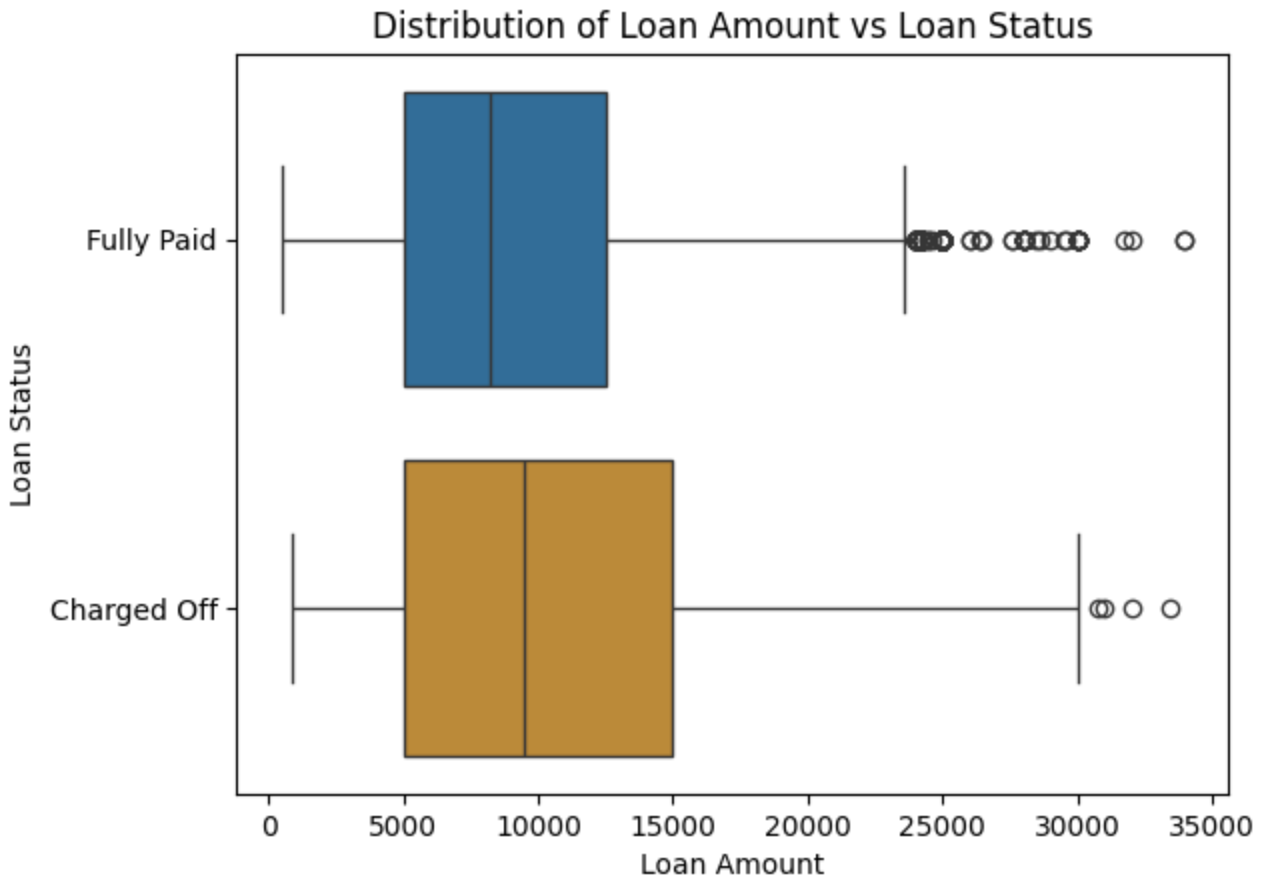 Distribution of Loan Amount vs Loan Status
Loan Status
Fully Paid
Charged Off
0 5000 10000 15000 20000 25000 30000 35000
Loan Amount